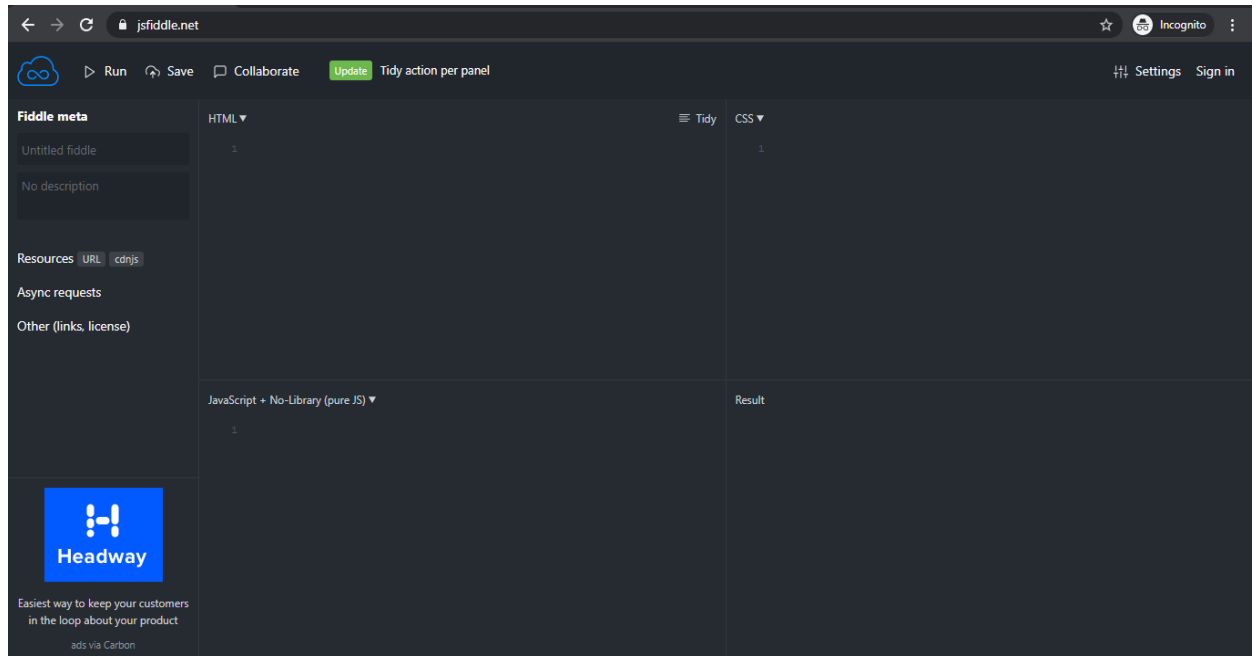 jsfiddle.net
Incognito
Run Save Collaborate Update Tidy action per panel Settings Sign in
Fiddle meta
Untitled fiddle
No description
Resources URL cdnjs
Async requests
Other (links, license)
Headway
Easiest way to keep your customers
in the loop about your product
ads via Carbon
HTML ▼ Tidy
1
CSS ▼
1
JavaScript + No-Library (pure JS) ▼
1
Result